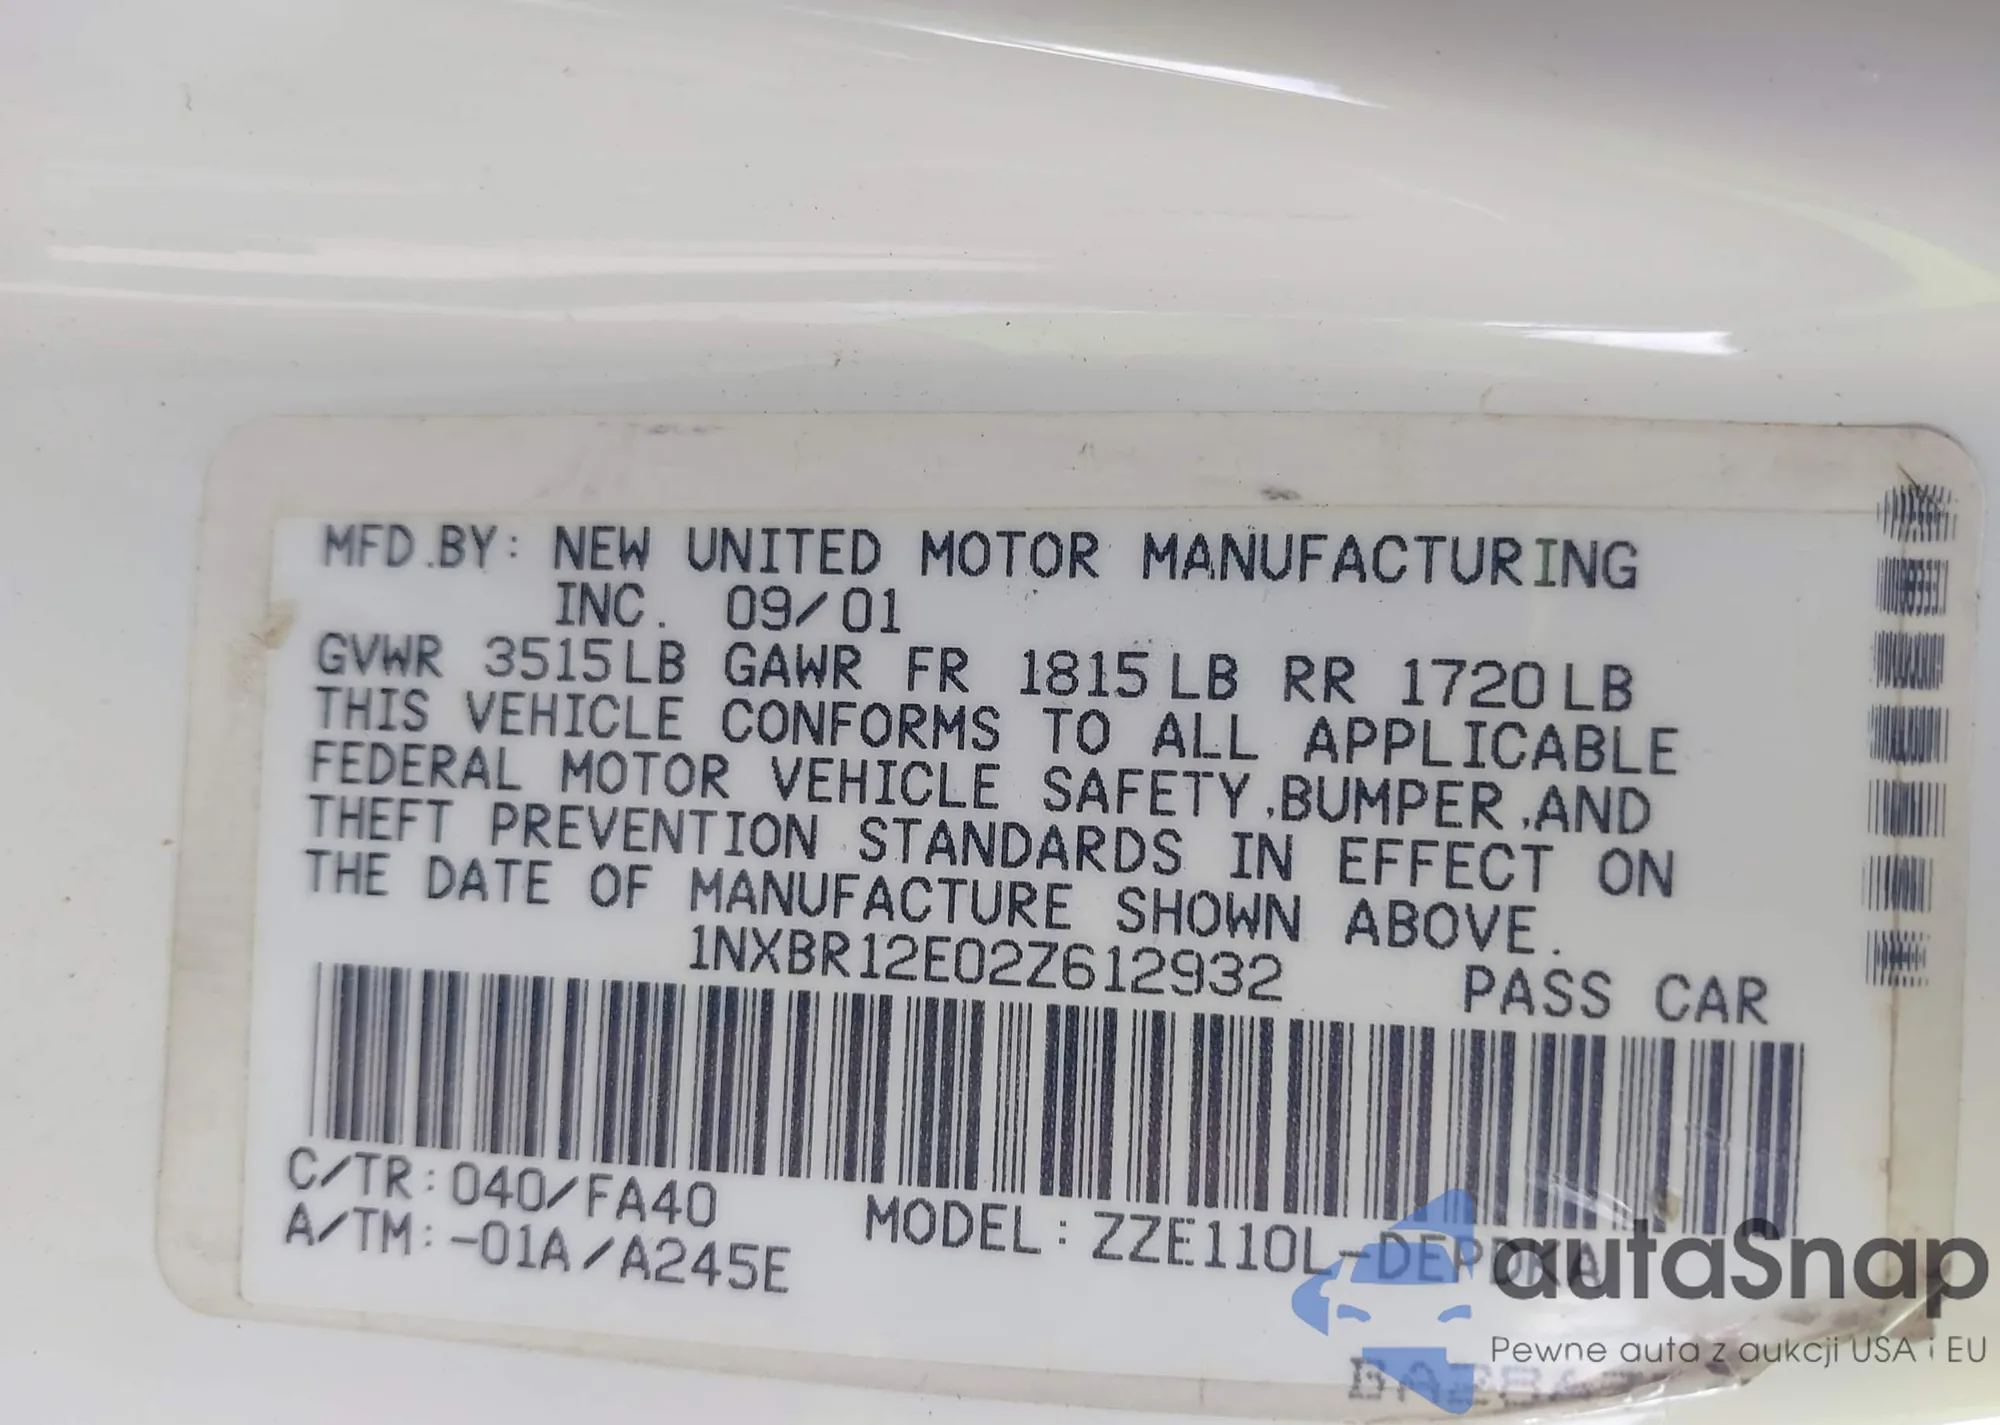 MFD.BY: NEW UNITED MOTOR MANUFACTURING
INC. 09/01
GVWR 3515LB GAWR FR 1815LB RR 1720LB
THIS VEHICLE CONFORMS TO ALL APPLICABLE
FEDERAL MOTOR VEHICLE SAFETY,BUMPER,AND
THEFT PREVENTION STANDARDS IN EFFECT ON
THE DATE OF MANUFACTURE SHOWN ABOVE.
1NXBR12E02Z612932 PASS CAR
C/TR:040/FA40
A/TM:-01A/A245E
MODEL:ZZE110L-DEPDKA
autaSnap
Pewne auta z aukcji USA i EU